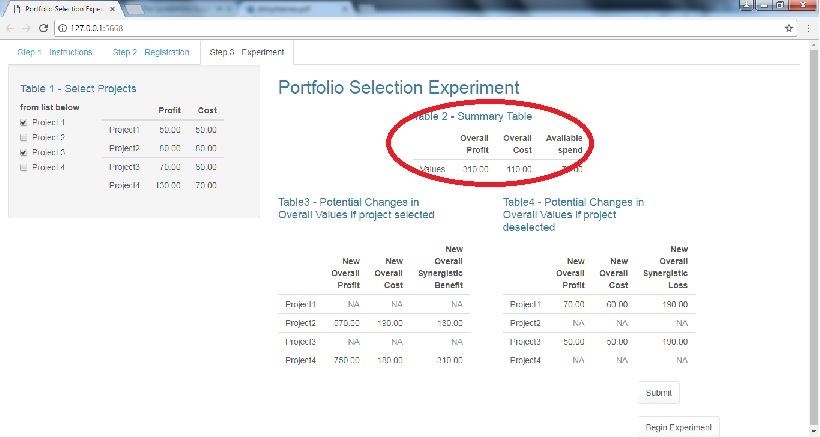 Portfolio Selection Exper
127.0.0.1:5668
Step 1 - Instructions Step 2 - Registration Step 3 - Experiment
Table 1 - Select Projects
from list below
Project 1
Project 2
Project 3
Project 4
Profit Cost
Project1 50.00 50.00
Project2 60.00 80.00
Project3 70.00 60.00
Project4 130.00 70.00
Portfolio Selection Experiment
Table 2 - Summary Table
Overall Profit Overall Cost Available spend
Values 310.00 110.00
Table3 - Potential Changes in
Overall Values if project selected
New Overall Profit New Overall Cost New Overall Synergistic Benefit
Project1 NA NA NA
Project2 570.00 190.00
Project3 NA NA NA
Project4 750.00 180.00 310.00
Table4 - Potential Changes in
Overall Values if project
deselected
New Overall Profit New Overall Cost New Overall Synergistic Loss
Project1 70.00 60.00 190.00
Project2 NA NA NA
Project3 50.00 50.00 190.00
Project4 NA NA NA
Submit
Begin Experiment